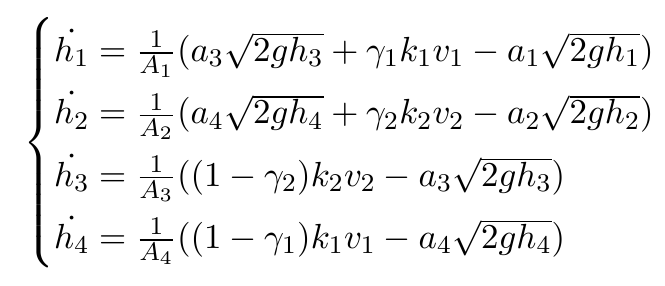 ḣ₁ = 1/A₁ (a₃√(2gh₃) + γ₁k₁v₁ − a₁√(2gh₁))
ḣ₂ = 1/A₂ (a₄√(2gh₄) + γ₂k₂v₂ − a₂√(2gh₂))
ḣ₃ = 1/A₃ ((1 − γ₂)k₂v₂ − a₃√(2gh₃))
ḣ₄ = 1/A₄ ((1 − γ₁)k₁v₁ − a₄√(2gh₄))